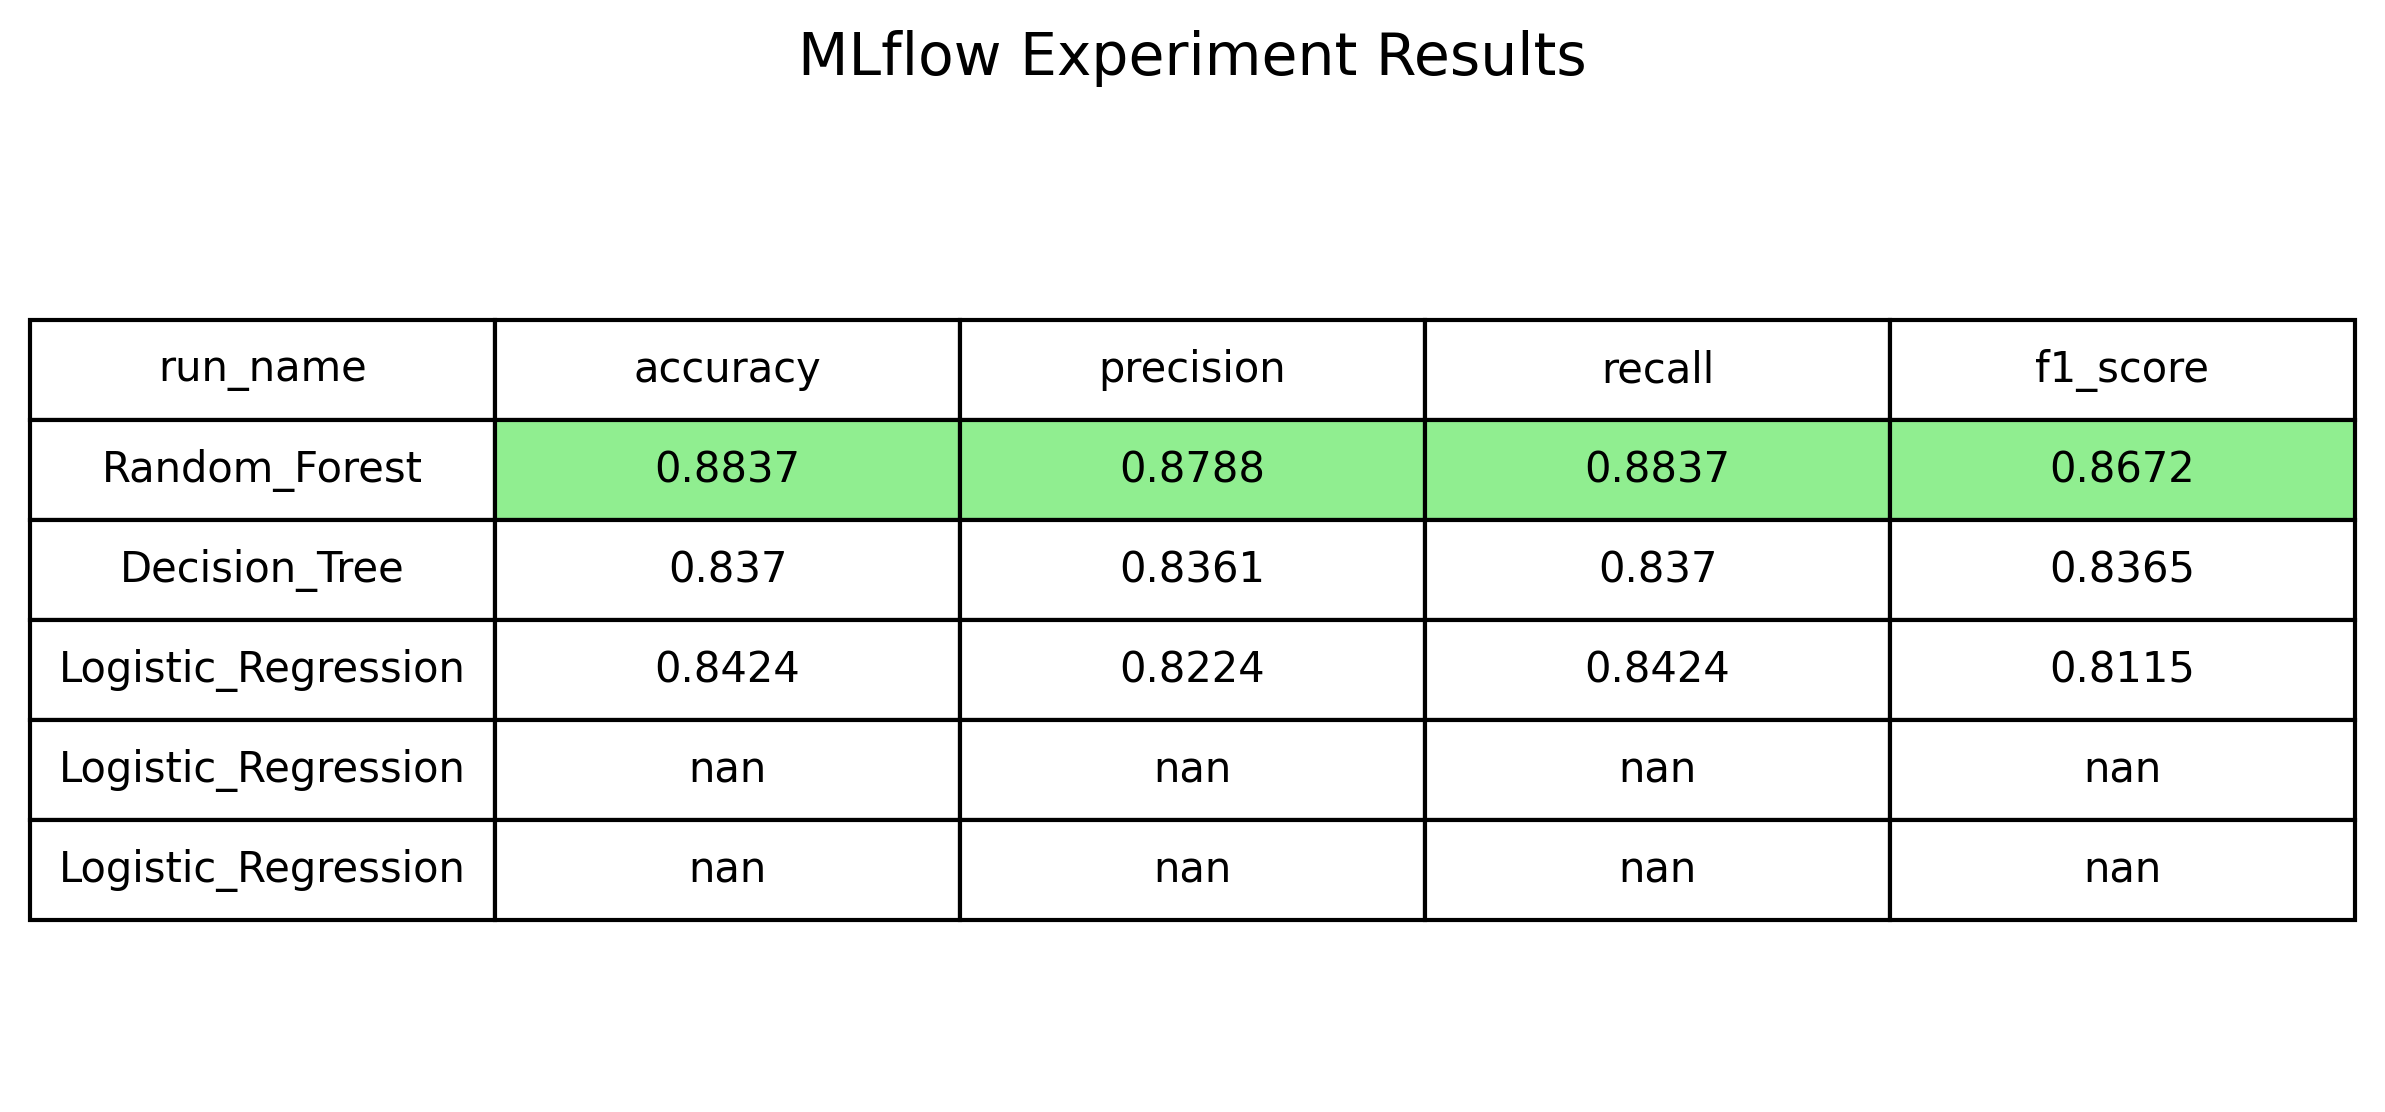 MLflow Experiment Results
run_name accuracy precision recall f1_score
Random_Forest 0.8837 0.8788 0.8837 0.8672
Decision_Tree 0.837 0.8361 0.837 0.8365
Logistic_Regression 0.8424 0.8224 0.8424 0.8115
Logistic_Regression nan nan nan nan
Logistic_Regression nan nan nan nan